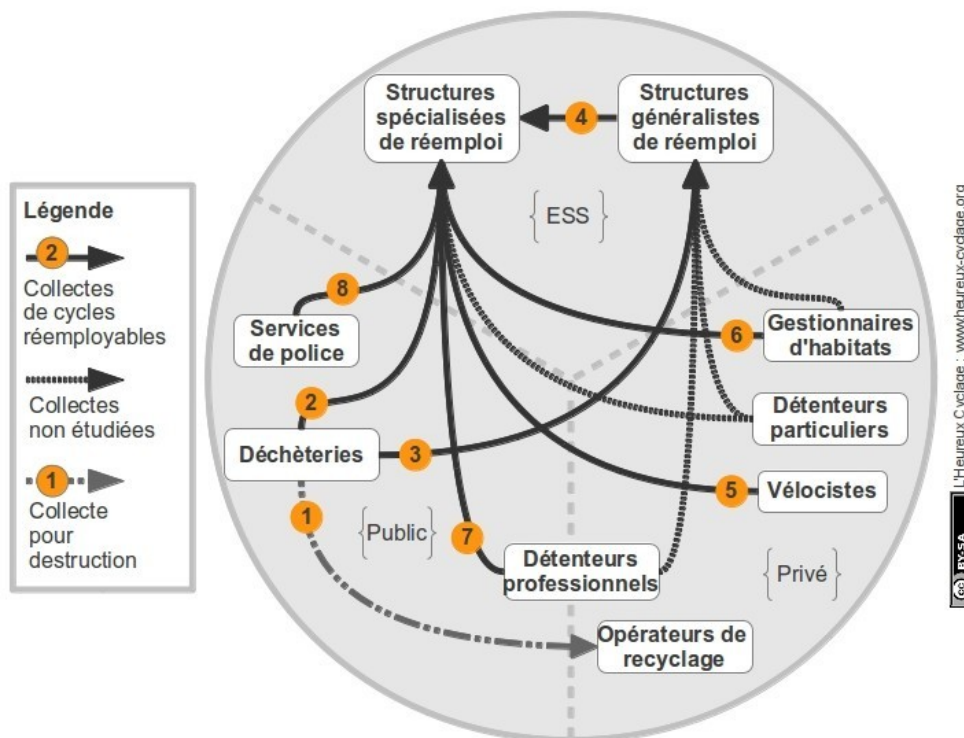 Structures
spécialisées
de réemploi
4
Structures
généralistes
de réemploi
{ESS}
Légende
2
Collectes
de cycles
réemployables
Collectes
non étudiées
1
Collecte
pour
destruction
8
Services
de police
6
Gestionnaires
d'habitats
2
Détenteurs
particuliers
Déchèteries
3
5
Vélocistes
1
{Public}
7
Détenteurs
professionnels
{Privé}
Opérateurs de
recyclage
L'Heureux Cyclage : www.heureux-cyclage.org
(cc) BY-SA